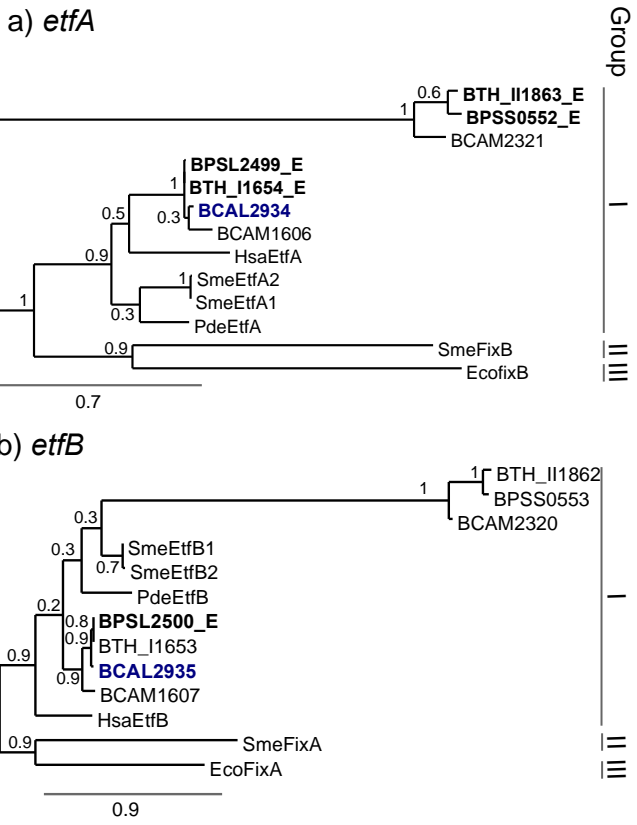 a) etfA
Group
0.6
BTH_II1863_E
1
BPSS0552_E
BCAM2321
BPSL2499_E
1
BTH_I1654_E
I
0.5
0.3
BCAL2934
BCAM1606
0.9
HsaEtfA
1
SmeEtfA2
1
SmeEtfA1
0.3
PdeEtfA
0.9
SmeFixB
II
EcofixB
III
0.7
b) etfB
1
BTH_II1862
1
BPSS0553
BCAM2320
0.3
0.3
SmeEtfB1
0.7
SmeEtfB2
PdeEtfB
I
0.2
0.8
BPSL2500_E
0.9
BTH_I1653
0.9
BCAL2935
0.9
BCAM1607
HsaEtfB
0.9
SmeFixA
II
EcoFixA
III
0.9